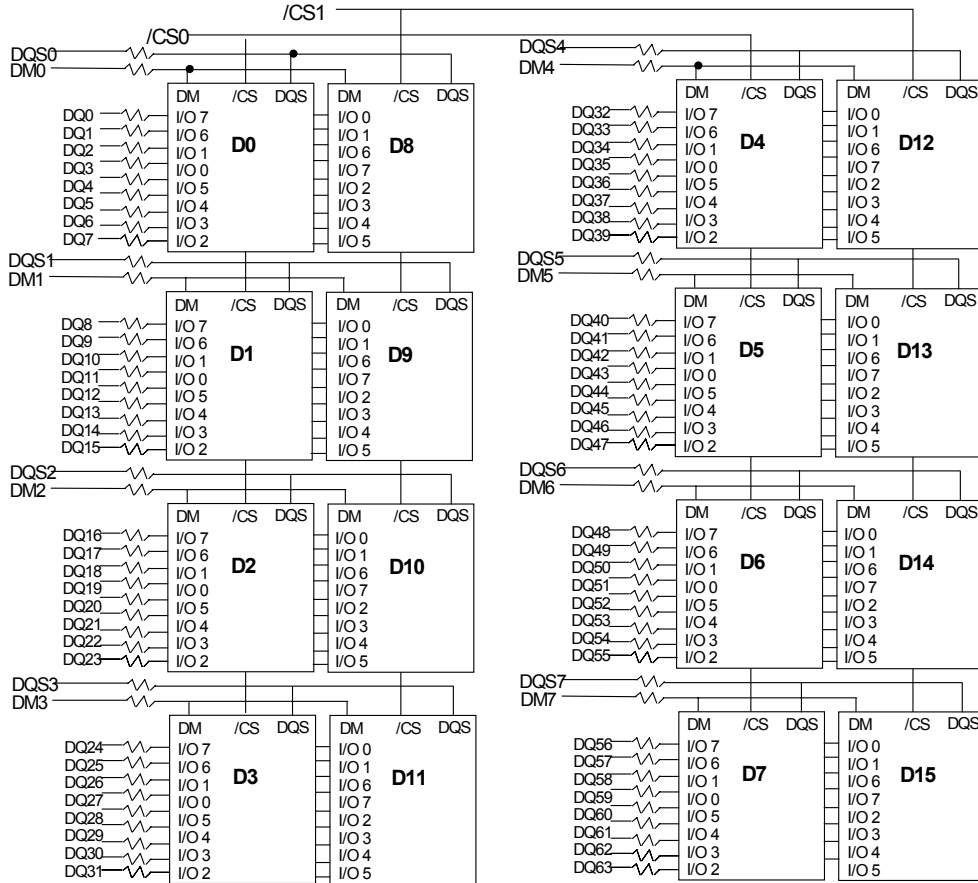 /CS1
/CS0
DQS0
DM0
DM /CS DQS
DM /CS DQS
DQ0 I/O 7 I/O 0
DQ1 I/O 6 I/O 1
DQ2 I/O 1 I/O 6
DQ3 I/O 0 I/O 7
DQ4 I/O 5 I/O 2
DQ5 I/O 4 I/O 3
DQ6 I/O 3 I/O 4
DQ7 I/O 2 I/O 5
D0
D8
DQS1
DM1
DM /CS DQS
DM /CS DQS
DQ8 I/O 7 I/O 0
DQ9 I/O 6 I/O 1
DQ10 I/O 1 I/O 6
DQ11 I/O 0 I/O 7
DQ12 I/O 5 I/O 2
DQ13 I/O 4 I/O 3
DQ14 I/O 3 I/O 4
DQ15 I/O 2 I/O 5
D1
D9
DQS2
DM2
DM /CS DQS
DM /CS DQS
DQ16 I/O 7 I/O 0
DQ17 I/O 6 I/O 1
DQ18 I/O 1 I/O 6
DQ19 I/O 0 I/O 7
DQ20 I/O 5 I/O 2
DQ21 I/O 4 I/O 3
DQ22 I/O 3 I/O 4
DQ23 I/O 2 I/O 5
D2
D10
DQS3
DM3
DM /CS DQS
DM /CS DQS
DQ24 I/O 7 I/O 0
DQ25 I/O 6 I/O 1
DQ26 I/O 1 I/O 6
DQ27 I/O 0 I/O 7
DQ28 I/O 5 I/O 2
DQ29 I/O 4 I/O 3
DQ30 I/O 3 I/O 4
DQ31 I/O 2 I/O 5
D3
D11
DQS4
DM4
DM /CS DQS
DM /CS DQS
DQ32 I/O 7 I/O 0
DQ33 I/O 6 I/O 1
DQ34 I/O 1 I/O 6
DQ35 I/O 0 I/O 7
DQ36 I/O 5 I/O 2
DQ37 I/O 4 I/O 3
DQ38 I/O 3 I/O 4
DQ39 I/O 2 I/O 5
D4
D12
DQS5
DM5
DM /CS DQS
DM /CS DQS
DQ40 I/O 7 I/O 0
DQ41 I/O 6 I/O 1
DQ42 I/O 1 I/O 6
DQ43 I/O 0 I/O 7
DQ44 I/O 5 I/O 2
DQ45 I/O 4 I/O 3
DQ46 I/O 3 I/O 4
DQ47 I/O 2 I/O 5
D5
D13
DQS6
DM6
DM /CS DQS
DM /CS DQS
DQ48 I/O 7 I/O 0
DQ49 I/O 6 I/O 1
DQ50 I/O 1 I/O 6
DQ51 I/O 0 I/O 7
DQ52 I/O 5 I/O 2
DQ53 I/O 4 I/O 3
DQ54 I/O 3 I/O 4
DQ55 I/O 2 I/O 5
D6
D14
DQS7
DM7
DM /CS DQS
DM /CS DQS
DQ56 I/O 7 I/O 0
DQ57 I/O 6 I/O 1
DQ58 I/O 1 I/O 6
DQ59 I/O 0 I/O 7
DQ60 I/O 5 I/O 2
DQ61 I/O 4 I/O 3
DQ62 I/O 3 I/O 4
DQ63 I/O 2 I/O 5
D7
D15